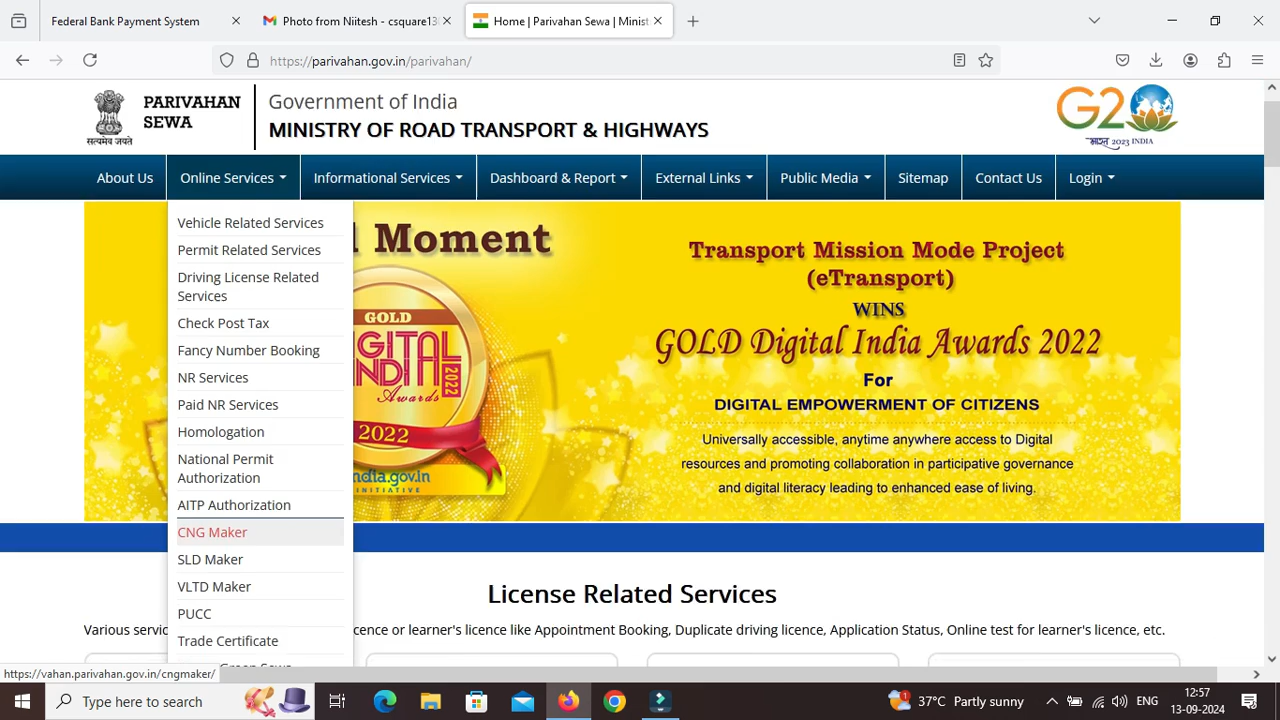 Federal Bank Payment System
Photo from Niitesh - csquare13
Home | Parivahan Sewa | Minist
https://parivahan.gov.in/parivahan/
सत्यमेव जयते
PARIVAHAN
SEWA
Government of India
MINISTRY OF ROAD TRANSPORT & HIGHWAYS
G20
भारत 2023 INDIA
About Us
Online Services
Informational Services
Dashboard & Report
External Links
Public Media
Sitemap
Contact Us
Login
Vehicle Related Services
Permit Related Services
Driving License Related
Services
Check Post Tax
Fancy Number Booking
NR Services
Paid NR Services
Homologation
National Permit
Authorization
AITP Authorization
CNG Maker
SLD Maker
VLTD Maker
PUCC
Trade Certificate
Moment
GOLD
DIGITAL
INDIA
2022
Awards
2022
india.gov.in
INITIATIVE
Transport Mission Mode Project
(eTransport)
WINS
GOLD Digital India Awards 2022
For
DIGITAL EMPOWERMENT OF CITIZENS
Universally accessible, anytime anywhere access to Digital
resources and promoting collaboration in participative governance
and digital literacy leading to enhanced ease of living.
License Related Services
Various servic ence or learner's licence like Appointment Booking, Duplicate driving licence, Application Status, Online test for learner's licence, etc.
https://vahan.parivahan.gov.in/cngmaker/
Type here to search
1
37°C Partly sunny
ENG
12:57
13-09-2024